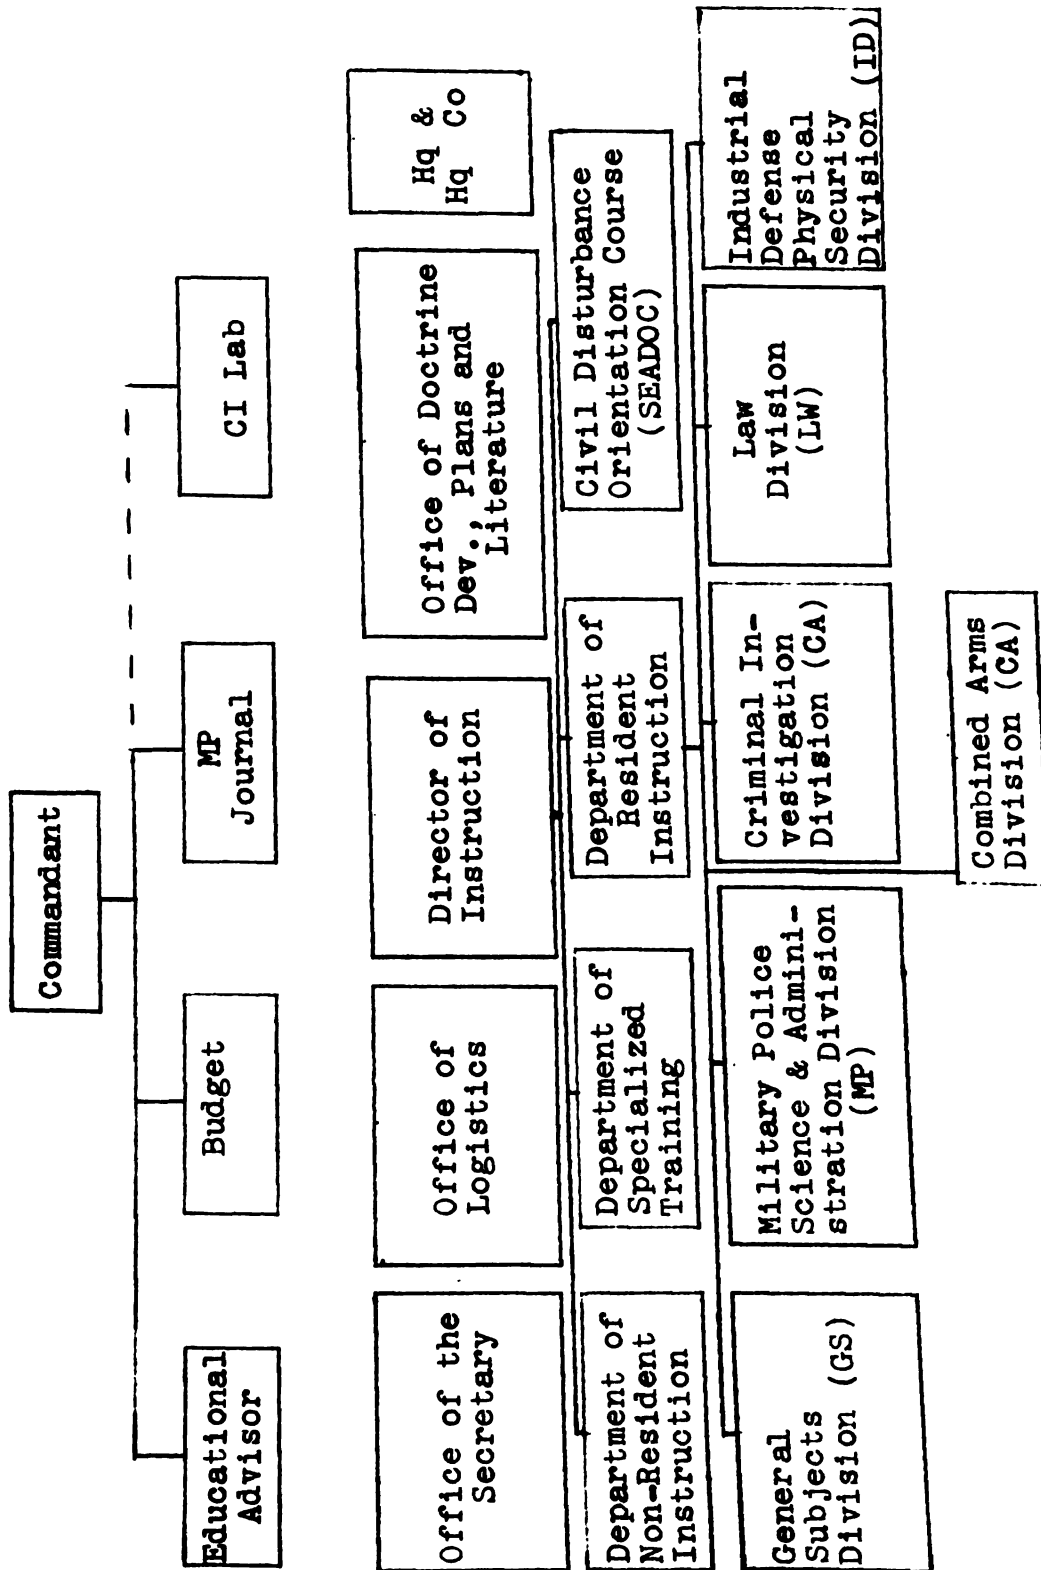 Commandant
Educational
Advisor
Budget
MP
Journal
CI Lab
Office of the
Secretary
Office of
Logistics
Director of
Instruction
Office of Doctrine
Dev., Plans and
Literature
Hq &
Hq Co
Department of
Non-Resident
Instruction
Department of
Specialized
Training
Department of
Resident
Instruction
Civil Disturbance
Orientation Course
(SEADOC)
General
Subjects
Division (GS)
Military Police
Science & Admini-
stration Division
(MP)
Criminal In-
vestigation
Division (CA)
Law
Division
(LW)
Industrial
Defense
Physical
Security
Division (ID)
Combined Arms
Division (CA)